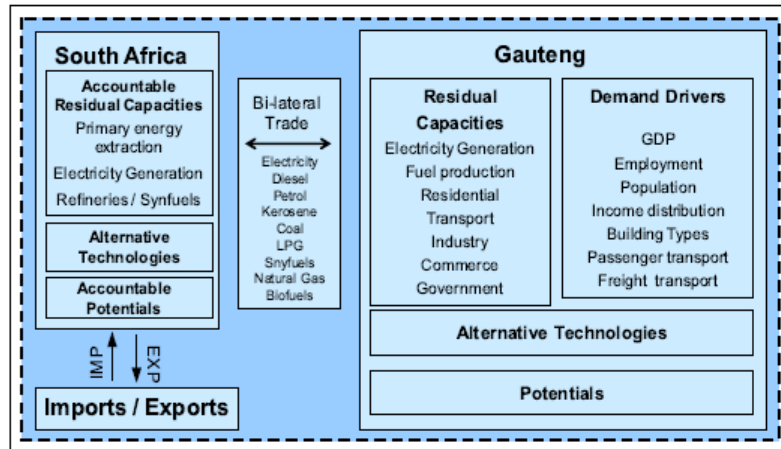 South Africa
Accountable
Residual Capacities
Primary energy
extraction
Electricity Generation
Refineries / Synfuels
Alternative
Technologies
Accountable
Potentials
IMP
EXP
Imports / Exports
Bi-lateral
Trade
Electricity
Diesel
Petrol
Kerosene
Coal
LPG
Snyfuels
Natural Gas
Biofuels
Gauteng
Residual
Capacities
Electricity Generation
Fuel production
Residential
Transport
Industry
Commerce
Government
Demand Drivers
GDP
Employment
Population
Income distribution
Building Types
Passenger transport
Freight transport
Alternative Technologies
Potentials